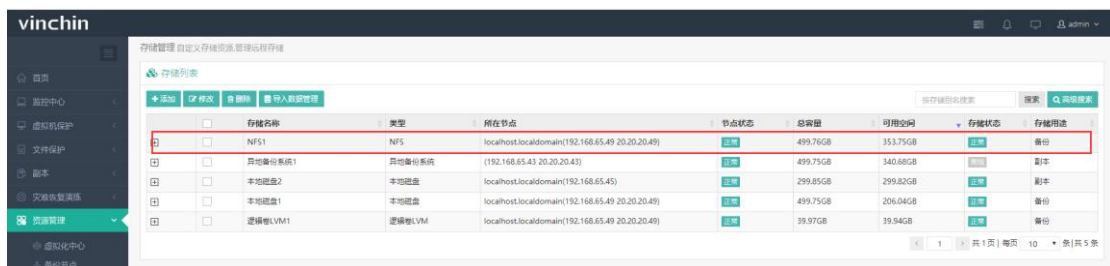 vinchin
admin
存储管理 自定义存储资源,管理远程存储
首页
存储列表
监控中心
添加 修改 删除 导入数据管理 按存储别名搜索 搜索 高级搜索
虚拟机保护
存储名称 类型 所在节点 节点状态 总容量 可用空间 存储状态 存储用途
文件保护
NFS1 NFS localhost.localdomain(192.168.65.49 20.20.20.49) 正常 499.76GB 353.75GB 正常 备份
副本
异地备份系统1 异地备份系统 (192.168.65.43 20.20.20.43) 正常 499.75GB 340.68GB 副本
本地磁盘2 本地磁盘 localhost.localdomain(192.168.65.45) 正常 299.85GB 299.82GB 正常 副本
灾难恢复演练
本地磁盘1 本地磁盘 localhost.localdomain(192.168.65.49 20.20.20.49) 正常 499.75GB 206.04GB 正常 备份
资源管理
逻辑卷LVM1 逻辑卷LVM localhost.localdomain(192.168.65.49 20.20.20.49) 正常 39.97GB 39.94GB 正常 备份
虚拟化中心
1 共1页 | 每页 10 条 | 共5条
备份节点